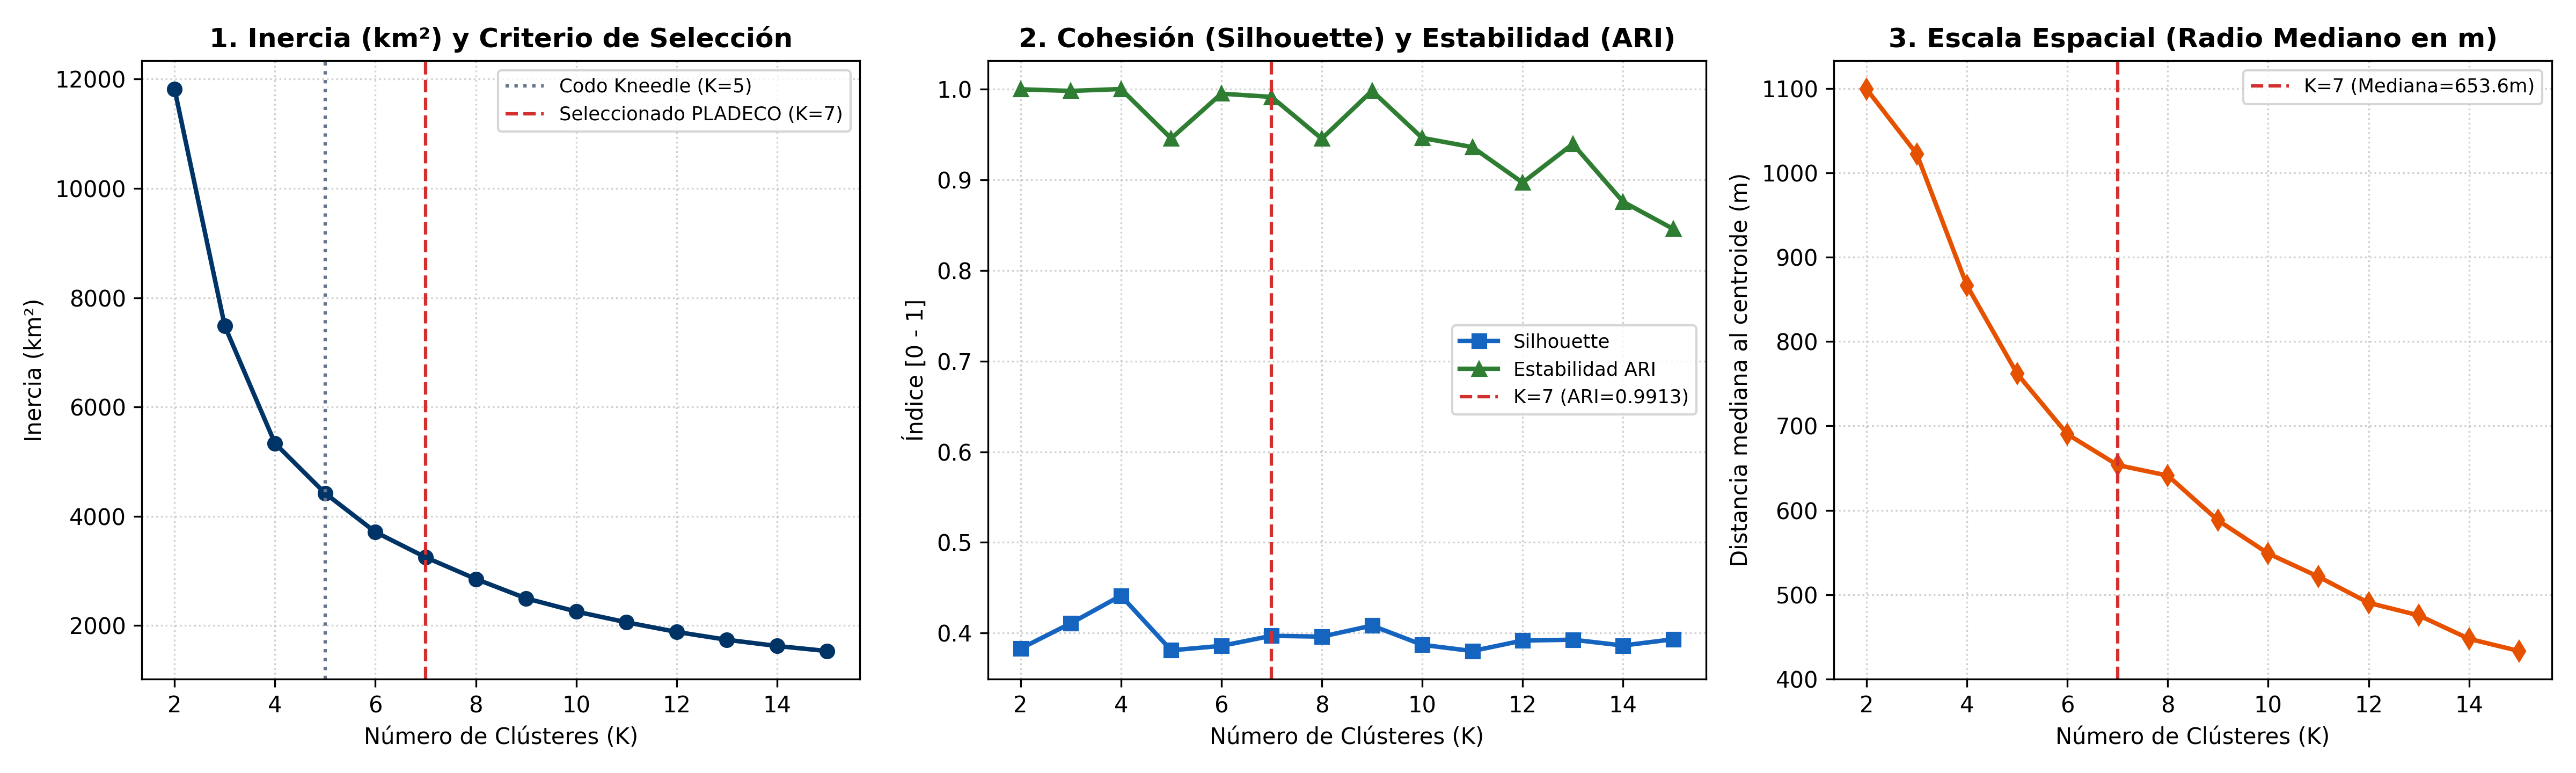 1. Inercia (km²) y Criterio de Selección
Inercia (km²)
12000
10000
8000
6000
4000
2000
Codo Kneedle (K=5)
Seleccionado PLADECO (K=7)
2 4 6 8 10 12 14
Número de Clústeres (K)
2. Cohesión (Silhouette) y Estabilidad (ARI)
Índice [0 - 1]
1.0
0.9
0.8
0.7
0.6
0.5
0.4
Silhouette
Estabilidad ARI
K=7 (ARI=0.9913)
2 4 6 8 10 12 14
Número de Clústeres (K)
3. Escala Espacial (Radio Mediano en m)
Distancia mediana al centroide (m)
1100
1000
900
800
700
600
500
400
K=7 (Mediana=653.6m)
2 4 6 8 10 12 14
Número de Clústeres (K)